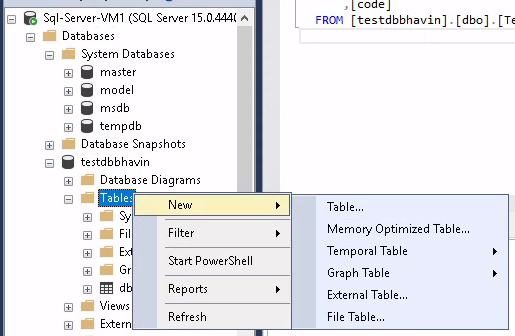 Sql-Server-VM1 (SQL Server 15.0.4440
Databases
System Databases
master
model
msdb
tempdb
Database Snapshots
testdbbhavin
Database Diagrams
Tables
Sy
Fil
Ext
Gr
db
Views
Extern
,[code]
FROM [testdbbhavin].[dbo].[Te
New
Filter
Start PowerShell
Reports
Refresh
Table...
Memory Optimized Table...
Temporal Table
Graph Table
External Table...
File Table...